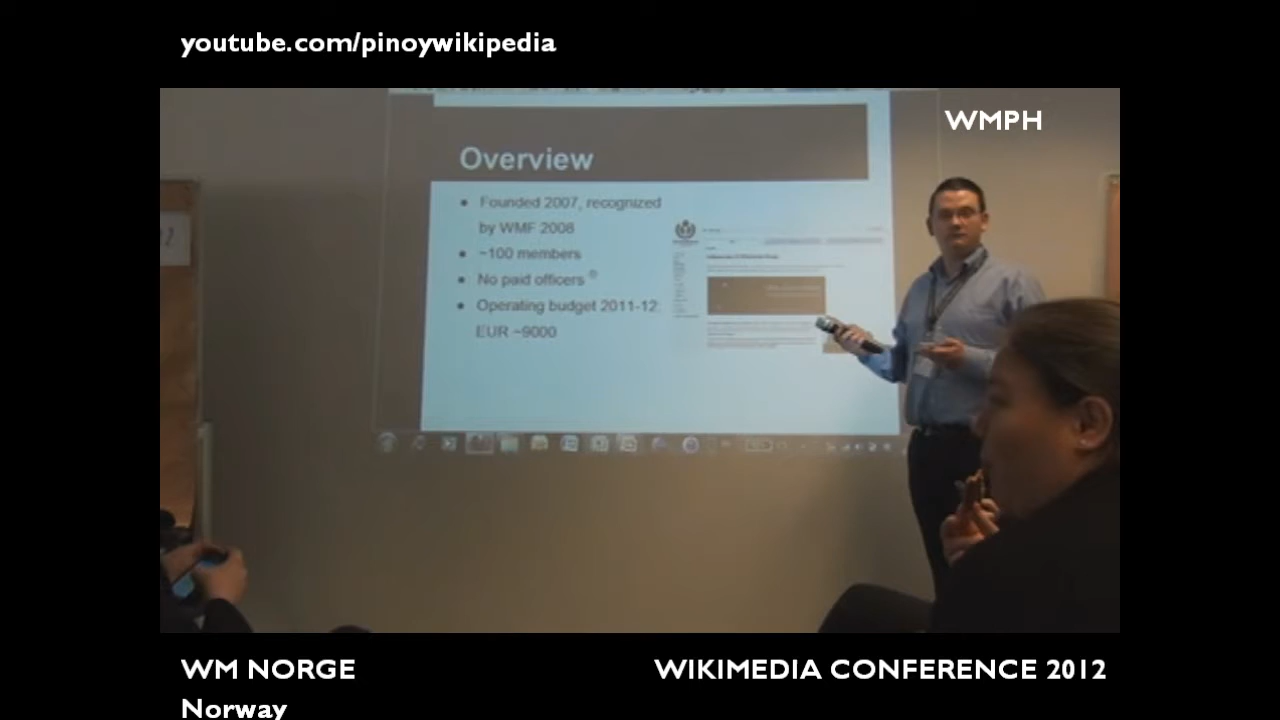 youtube.com/pinoywikipedia
WMPH
Overview
● Founded 2007, recognized
by WMF 2008
● ~100 members
● No paid officers
● Operating budget 2011-12:
EUR ~9000
2
WM NORGE
WIKIMEDIA CONFERENCE 2012
Norway